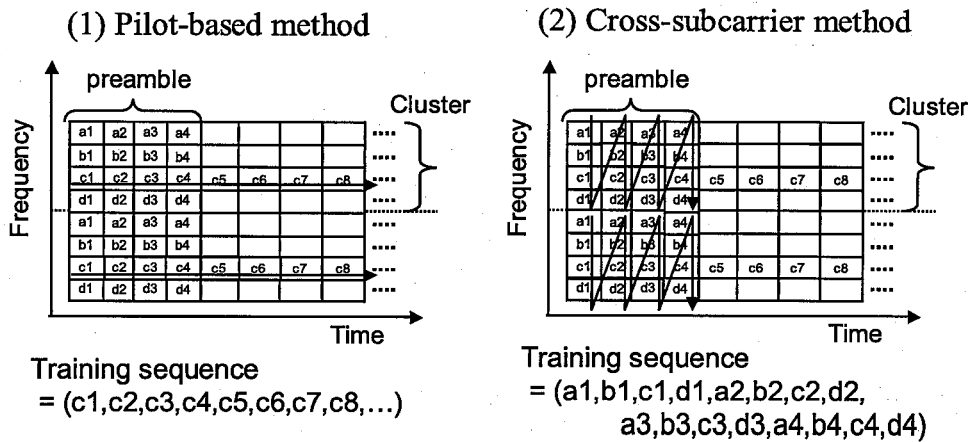 (1) Pilot-based method
preamble
Cluster
Frequency
a1 a2 a3 a4
b1 b2 b3 b4
c1 c2 c3 c4 c5 c6 c7 c8
d1 d2 d3 d4
a1 a2 a3 a4
b1 b2 b3 b4
c1 c2 c3 c4 c5 c6 c7 c8
d1 d2 d3 d4
Time
Training sequence
= (c1,c2,c3,c4,c5,c6,c7,c8,...)
(2) Cross-subcarrier method
preamble
Cluster
Frequency
a1 a2 a3 a4
b1 b2 b3 b4
c1 c2 c3 c4 c5 c6 c7 c8
d1 d2 d3 d4
a1 a2 a3 a4
b1 b2 b3 b4
c1 c2 c3 c4 c5 c6 c7 c8
d1 d2 d3 d4
Time
Training sequence
= (a1,b1,c1,d1,a2,b2,c2,d2,
a3,b3,c3,d3,a4,b4,c4,d4)